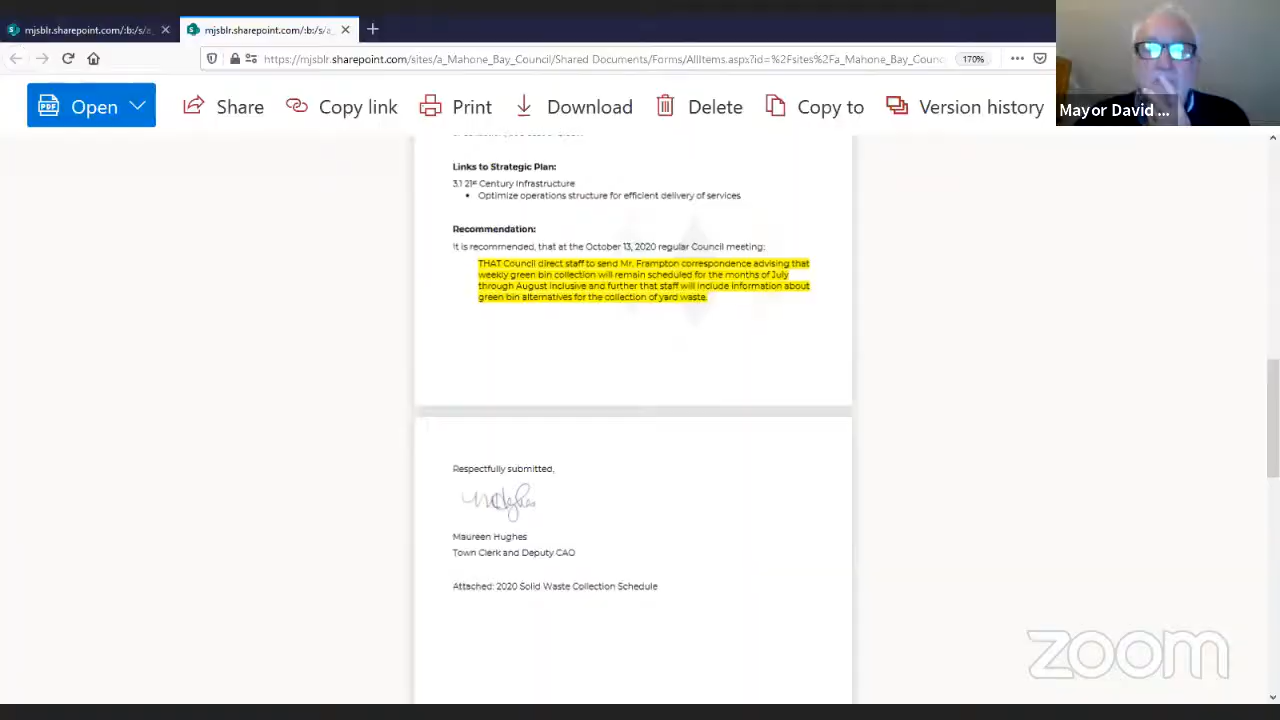 mjsblr.sharepoint.com/:b:/s/a_
mjsblr.sharepoint.com/:b:/s/a_
https://mjsblr.sharepoint.com/sites/a_Mahone_Bay_Council/Shared Documents/Forms/AllItems.aspx?id=%2Fsites%2Fa_Mahone_Bay_Counc
170%
PDF Open
Share
Copy link
Print
Download
Delete
Copy to
Version history
Mayor David ...
Links to Strategic Plan:
3.1 21st Century Infrastructure
• Optimize operations structure for efficient delivery of services
Recommendation:
It is recommended, that at the October 13, 2020 regular Council meeting:
THAT Council direct staff to send Mr. Frampton correspondence advising that
weekly green bin collection will remain scheduled for the months of July
through August inclusive and further that staff will include information about
green bin alternatives for the collection of yard waste.
Respectfully submitted,
Maureen Hughes
Town Clerk and Deputy CAO
Attached: 2020 Solid Waste Collection Schedule
zoom